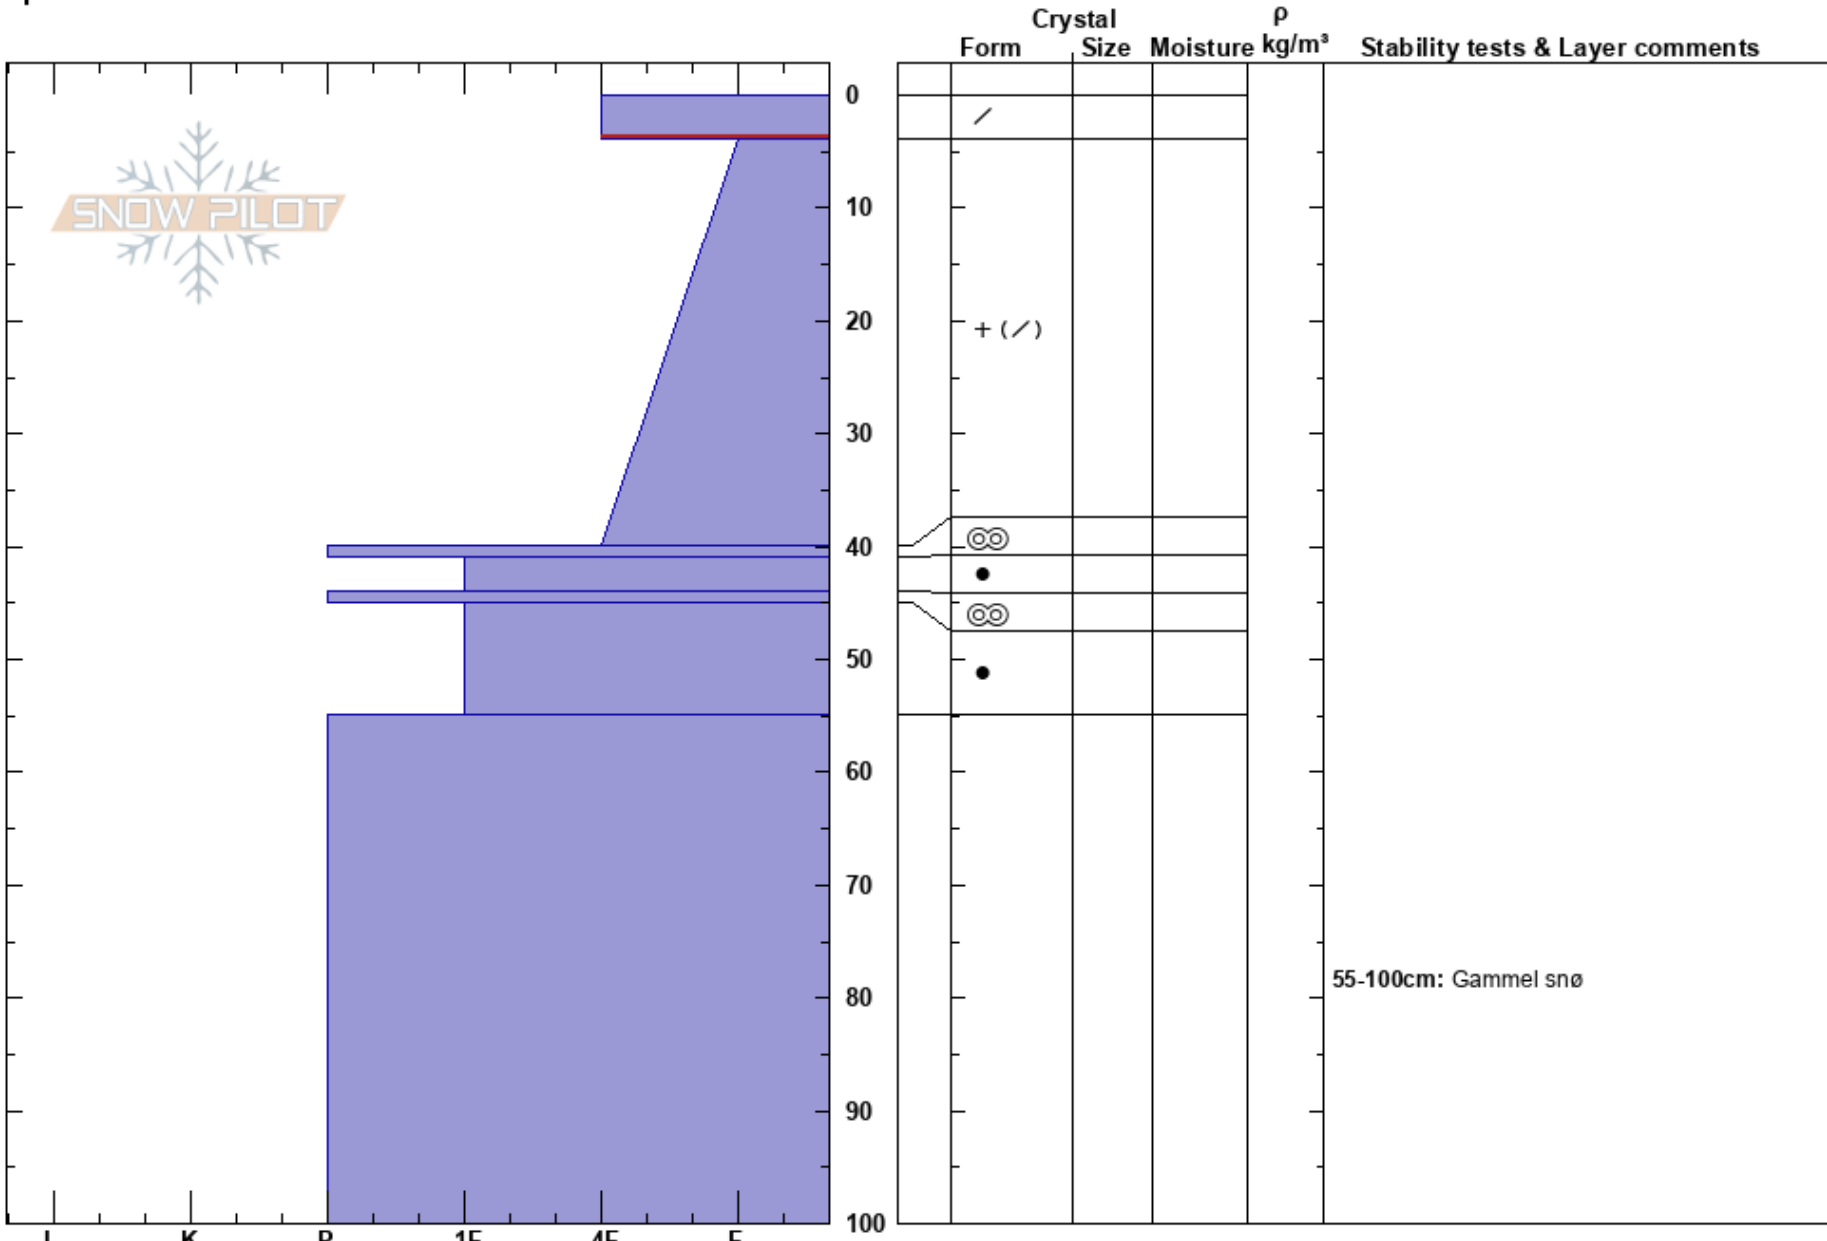 Crystal
ρ
Form Size Moisture kg/m³ Stability tests & Layer comments
0
SNOW PILOT
10
20
+ (/)
30
40
50
60
70
55-100cm: Gammel snø
80
90
100